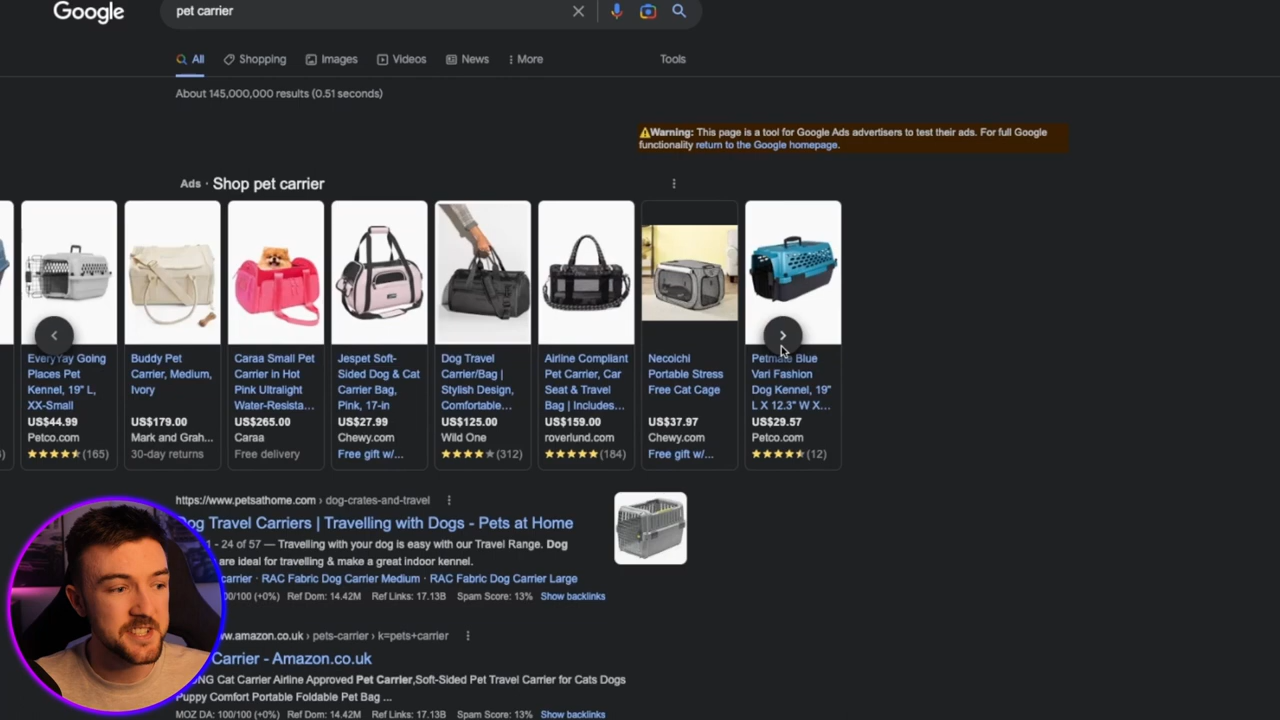 Google
pet carrier
All
Shopping
Images
Videos
News
More
Tools
About 145,000,000 results (0.51 seconds)
⚠Warning: This page is a tool for Google Ads advertisers to test their ads. For full Google
functionality return to the Google homepage.
Ads · Shop pet carrier
EveryYay Going
Places Pet
Kennel, 19" L,
XX-Small
US$44.99
Petco.com
(165)
Buddy Pet
Carrier, Medium,
Ivory
US$179.00
Mark and Grah...
30-day returns
Caraa Small Pet
Carrier in Hot
Pink Ultralight
Water-Resista...
US$265.00
Caraa
Free delivery
Jespet Soft-
Sided Dog & Cat
Carrier Bag,
Pink, 17-in
US$27.99
Chewy.com
Free gift w/...
Dog Travel
Carrier/Bag |
Stylish Design,
Comfortable...
US$125.00
Wild One
(312)
Airline Compliant
Pet Carrier, Car
Seat & Travel
Bag | Includes...
US$159.00
roverlund.com
(184)
Necoichi
Portable Stress
Free Cat Cage
US$37.97
Chewy.com
Free gift w/...
Petmate Blue
Vari Fashion
Dog Kennel, 19"
L X 12.3" W X...
US$29.57
Petco.com
(12)
https://www.petsathome.com › dog-crates-and-travel
Dog Travel Carriers | Travelling with Dogs - Pets at Home
1 - 24 of 57 — Travelling with your dog is easy with our Travel Range. Dog
are ideal for travelling & make a great indoor kennel.
carrier · RAC Fabric Dog Carrier Medium · RAC Fabric Dog Carrier Large
00/100 (+0%) Ref Dom: 14.42M Ref Links: 17.13B Spam Score: 13% Show backlinks
w.amazon.co.uk › pets-carrier › k=pets+carrier
Carrier - Amazon.co.uk
NG Cat Carrier Airline Approved Pet Carrier,Soft-Sided Pet Travel Carrier for Cats Dogs
Puppy Comfort Portable Foldable Pet Bag ...
MOZ DA: 100/100 (+0%) Ref Dom: 14.42M Ref Links: 17.13B Spam Score: 13% Show backlinks